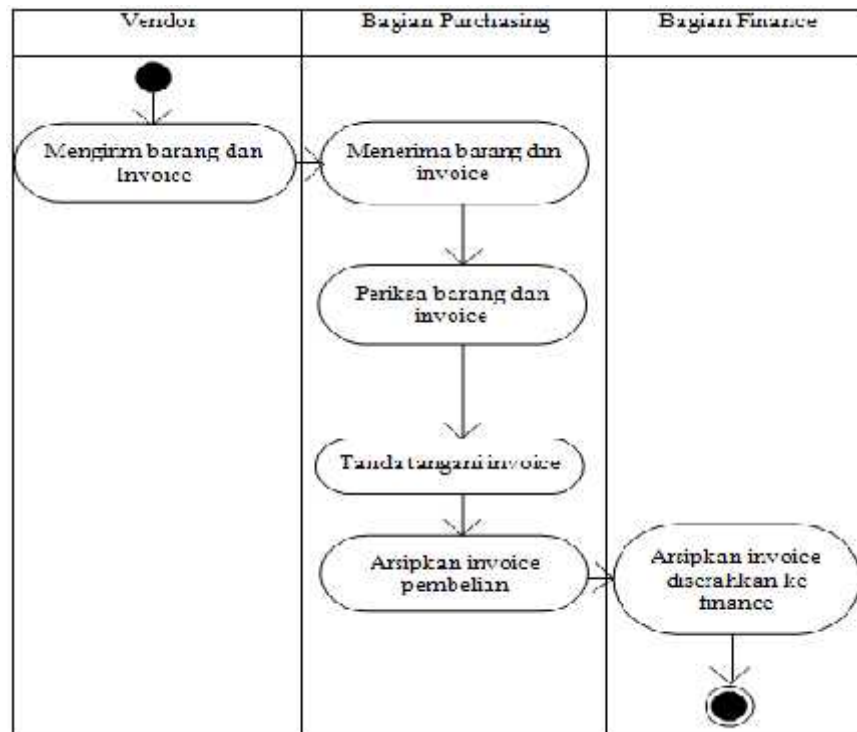 Vendor
Bagian Purchasing
Bagian Finance
Mengirim barang dan
Invoice
Menerima barang dan
invoice
Periksa barang dan
invoice
Tanda tangani invoice
Arsipkan invoice
pembelian
Arsipkan invoice
diserahkan ke
finance